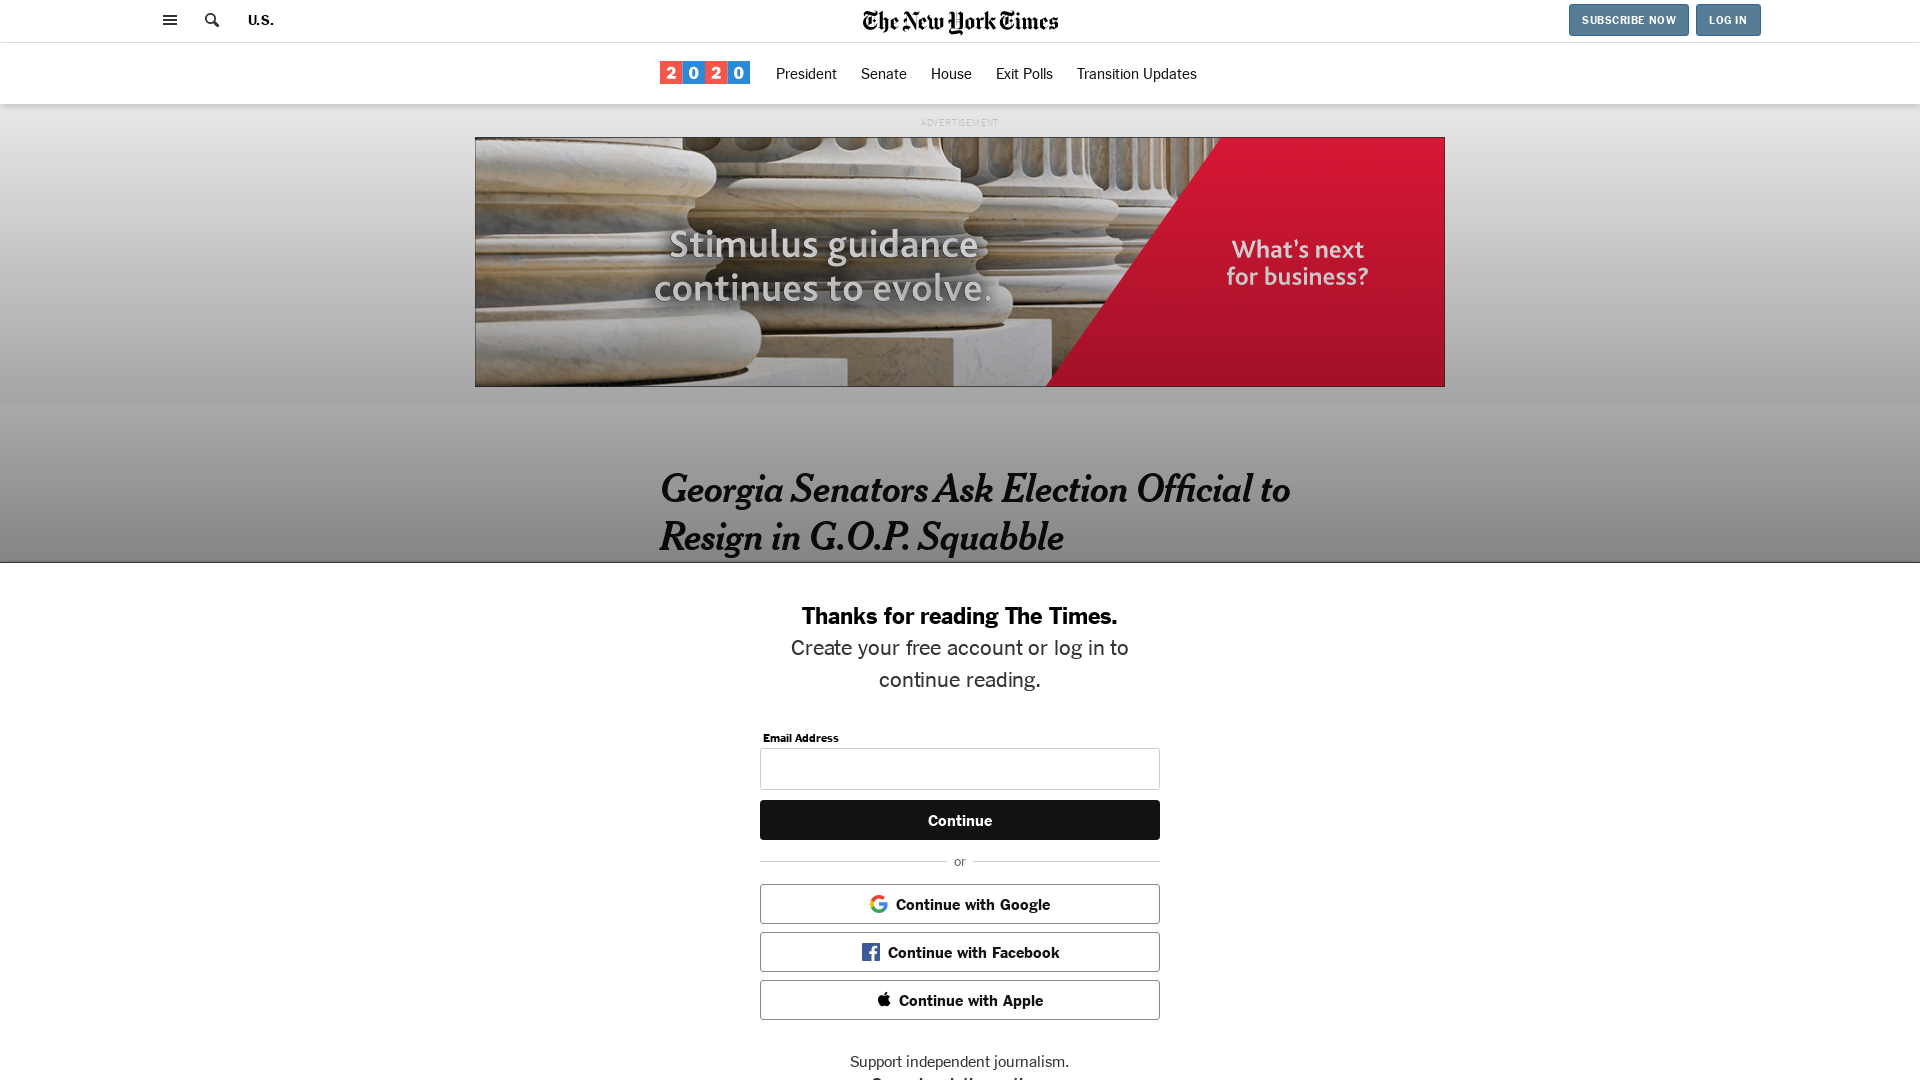 U.S.
The New York Times
SUBSCRIBE NOW
LOG IN
2020
President
Senate
House
Exit Polls
Transition Updates
ADVERTISEMENT
Stimulus guidance
continues to evolve.
What's next
for business?
Georgia Senators Ask Election Official to
Resign in G.O.P. Squabble
Thanks for reading The Times.
Create your free account or log in to
continue reading.
Email Address
Continue
or
Continue with Google
Continue with Facebook
Continue with Apple
Support independent journalism.